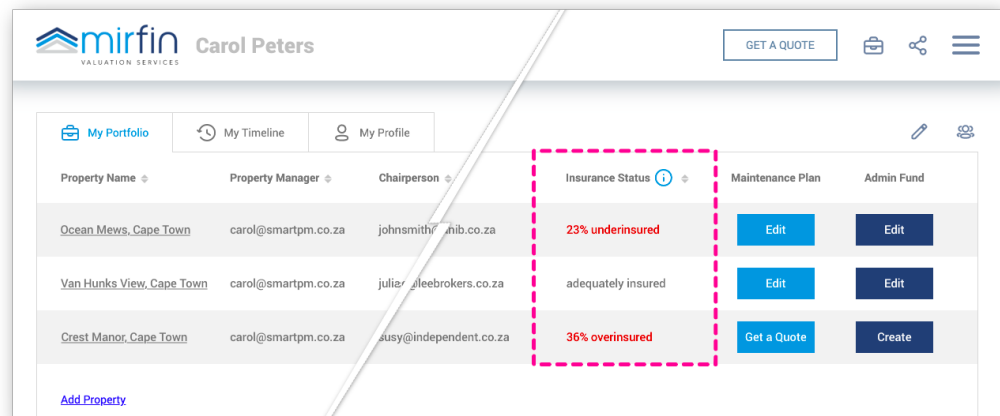 mirfin
VALUATION SERVICES
Carol Peters
GET A QUOTE
My Portfolio My Timeline My Profile
Property Name Property Manager Chairperson Insurance Status Maintenance Plan Admin Fund
Ocean Mews, Cape Town carol@smartpm.co.za 23% underinsured Edit Edit
Van Hunks View, Cape Town carol@smartpm.co.za adequately insured Edit Edit
Crest Manor, Cape Town carol@smartpm.co.za susy@independent.co.za 36% overinsured Get a Quote Create
Add Property